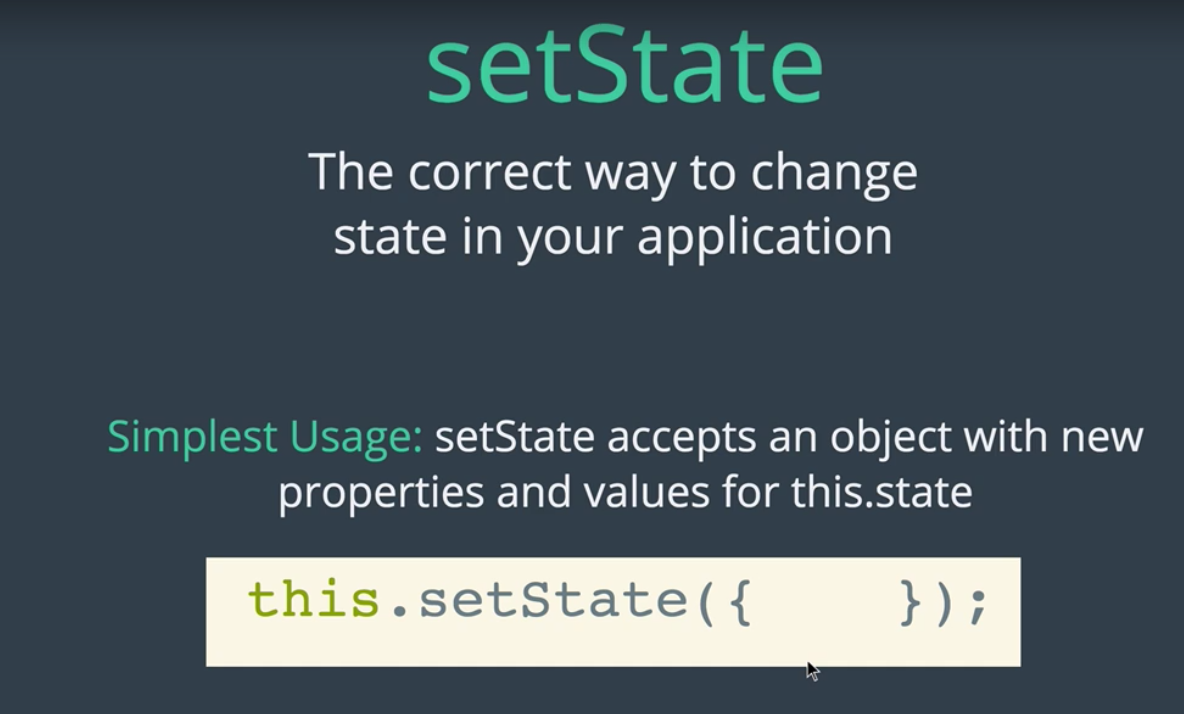 setState
The correct way to change
state in your application
Simplest Usage: setState accepts an object with new
properties and values for this.state
this.setState({    });